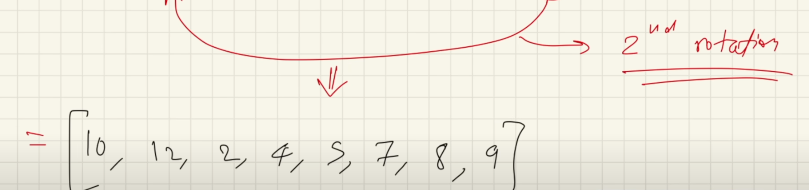 2nd rotation
= [10, 12, 2, 4, 5, 7, 8, 9]